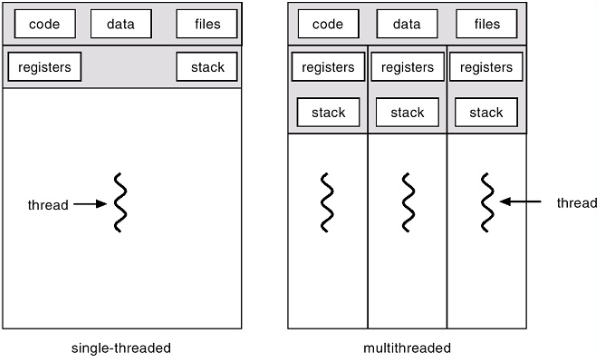 code data files
registers stack
thread
single-threaded
code data files
registers registers registers
stack stack stack
thread
multithreaded